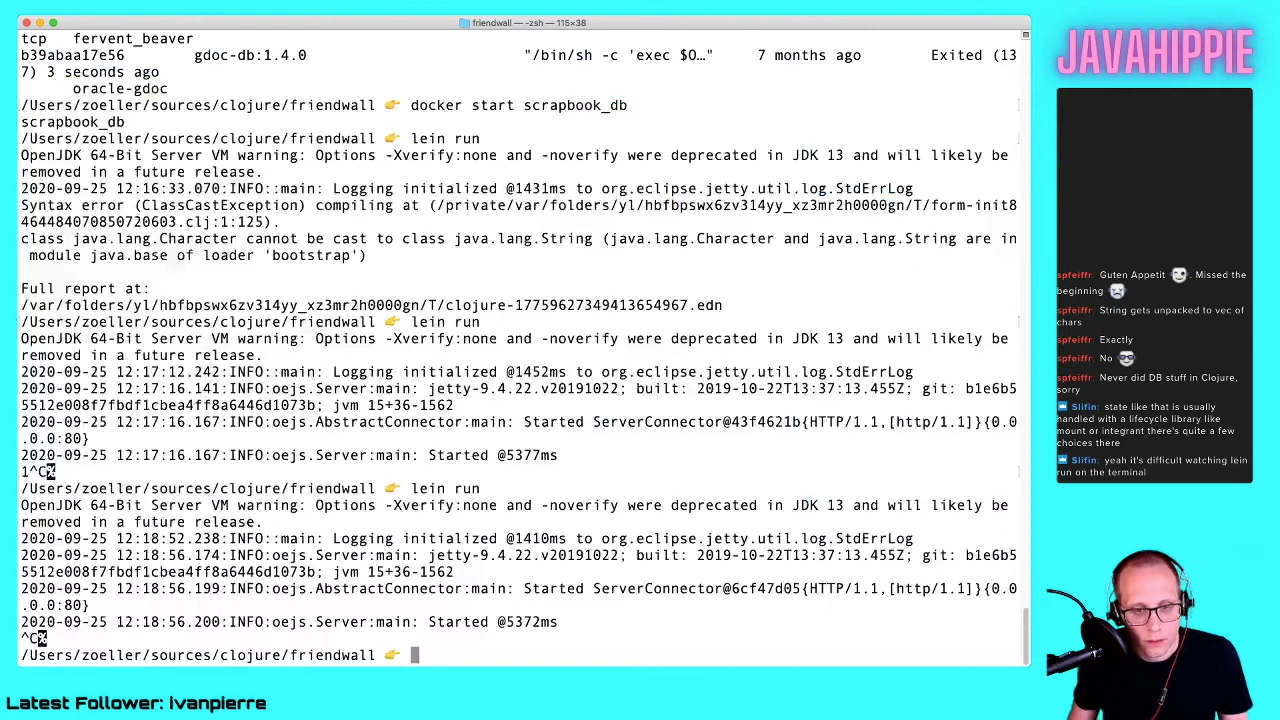 friendwall — -zsh — 115×38
tcp   fervent_beaver
b39abaa17e56        gdoc-db:1.4.0                          "/bin/sh -c 'exec $O…"     7 months ago        Exited (13
7) 3 seconds ago
      oracle-gdoc
/Users/zoeller/sources/clojure/friendwall 👉 docker start scrapbook_db
scrapbook_db
/Users/zoeller/sources/clojure/friendwall 👉 lein run
OpenJDK 64-Bit Server VM warning: Options -Xverify:none and -noverify were deprecated in JDK 13 and will likely be
removed in a future release.
2020-09-25 12:16:33.070:INFO::main: Logging initialized @1431ms to org.eclipse.jetty.util.log.StdErrLog
Syntax error (ClassCastException) compiling at (/private/var/folders/yl/hbfbpswx6zv314yy_xz3mr2h0000gn/T/form-init8
464484070850720603.clj:1:125).
class java.lang.Character cannot be cast to class java.lang.String (java.lang.Character and java.lang.String are in
 module java.base of loader 'bootstrap')
Full report at:
/var/folders/yl/hbfbpswx6zv314yy_xz3mr2h0000gn/T/clojure-17759627349413654967.edn
/Users/zoeller/sources/clojure/friendwall 👉 lein run
OpenJDK 64-Bit Server VM warning: Options -Xverify:none and -noverify were deprecated in JDK 13 and will likely be
removed in a future release.
2020-09-25 12:17:12.242:INFO::main: Logging initialized @1452ms to org.eclipse.jetty.util.log.StdErrLog
2020-09-25 12:17:16.141:INFO:oejs.Server:main: jetty-9.4.22.v20191022; built: 2019-10-22T13:37:13.455Z; git: b1e6b5
5512e008f7fbdf1cbea4ff8a6446d1073b; jvm 15+36-1562
2020-09-25 12:17:16.167:INFO:oejs.AbstractConnector:main: Started ServerConnector@43f4621b{HTTP/1.1,[http/1.1]}{0.0
.0.0:80}
2020-09-25 12:17:16.167:INFO:oejs.Server:main: Started @5377ms
1^C%
/Users/zoeller/sources/clojure/friendwall 👉 lein run
OpenJDK 64-Bit Server VM warning: Options -Xverify:none and -noverify were deprecated in JDK 13 and will likely be
removed in a future release.
2020-09-25 12:18:52.238:INFO::main: Logging initialized @1410ms to org.eclipse.jetty.util.log.StdErrLog
2020-09-25 12:18:56.174:INFO:oejs.Server:main: jetty-9.4.22.v20191022; built: 2019-10-22T13:37:13.455Z; git: b1e6b5
5512e008f7fbdf1cbea4ff8a6446d1073b; jvm 15+36-1562
2020-09-25 12:18:56.199:INFO:oejs.AbstractConnector:main: Started ServerConnector@6cf47d05{HTTP/1.1,[http/1.1]}{0.0
.0.0:80}
2020-09-25 12:18:56.200:INFO:oejs.Server:main: Started @5372ms
^C%
/Users/zoeller/sources/clojure/friendwall 👉
JAVAHIPPIE
spfeiffr: Guten Appetit . Missed the
beginning
spfeiffr: String gets unpacked to vec of
chars
spfeiffr: Exactly
spfeiffr: No
spfeiffr: Never did DB stuff in Clojure,
sorry
Slifin: state like that is usually
handled with a lifecycle library like
mount or integrant there's quite a few
choices there
Slifin: yeah it's difficult watching lein
run on the terminal
Latest Follower: ivanpierre